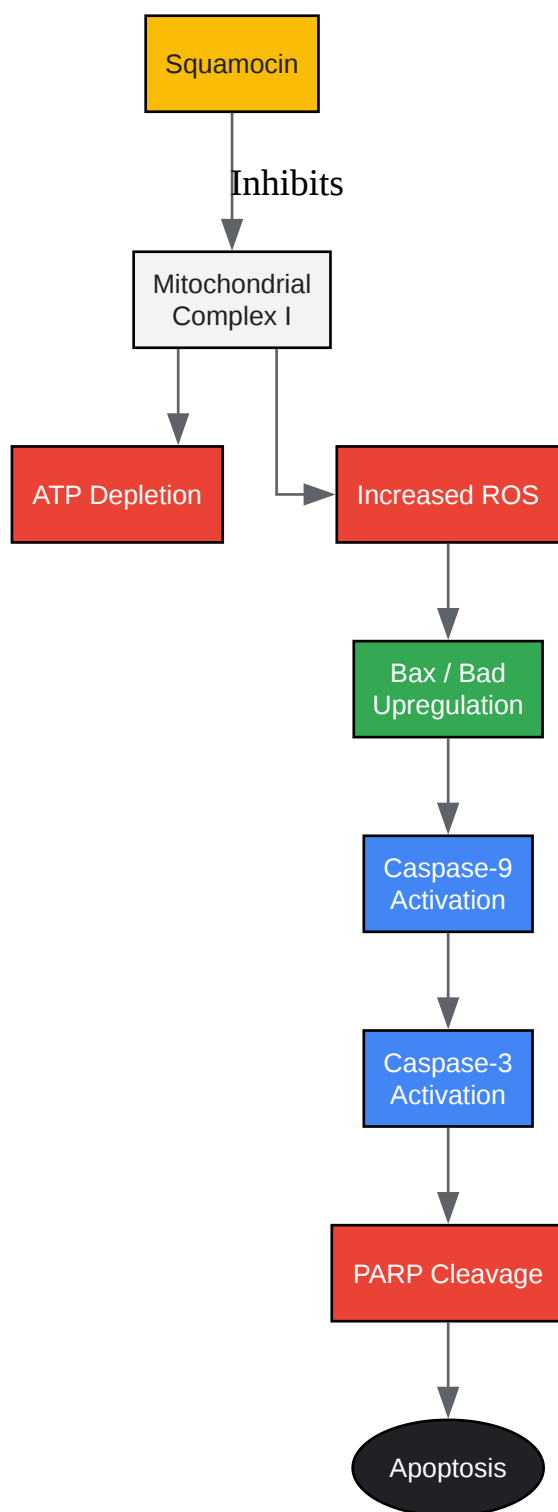 Squamocin
Inhibits
Mitochondrial
Complex I
ATP Depletion
Increased ROS
Bax / Bad
Upregulation
Caspase-9
Activation
Caspase-3
Activation
PARP Cleavage
Apoptosis